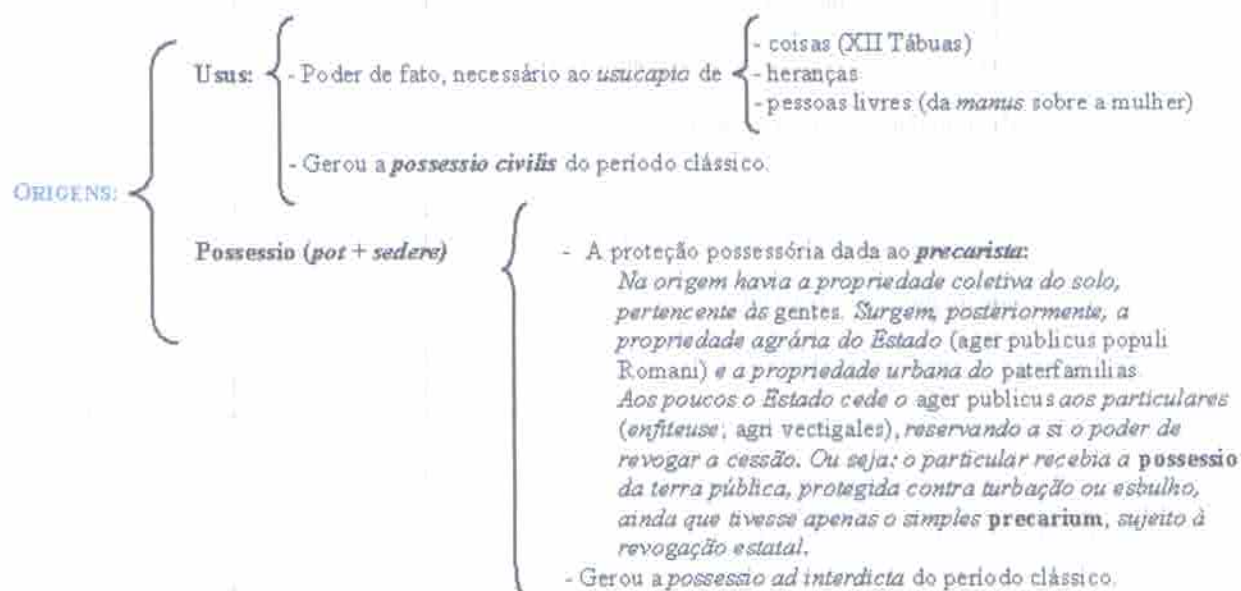 ORIGENS:
Usus:
- Poder de fato, necessário ao usucapio de
- coisas (XII Tábuas)
- heranças
- pessoas livres (da manus sobre a mulher)
- Gerou a possessio civilis do período clássico.
Possessio (pot + sedere)
- A proteção possessória dada ao precarista:
Na origem havia a propriedade coletiva do solo,
pertencente às gentes. Surgem, posteriormente, a
propriedade agrária do Estado (ager publicus populi
Romani) e a propriedade urbana do paterfamilias
Aos poucos o Estado cede o ager publicus aos particulares
(enfiteuse, agri vectigales), reservando a si o poder de
revogar a cessão. Ou seja: o particular recebia a possessio
da terra pública, protegida contra turbação ou esbulho,
ainda que tivesse apenas o simples precarium, sujeito à
revogação estatal.
- Gerou a possessio ad interdicta do período clássico.